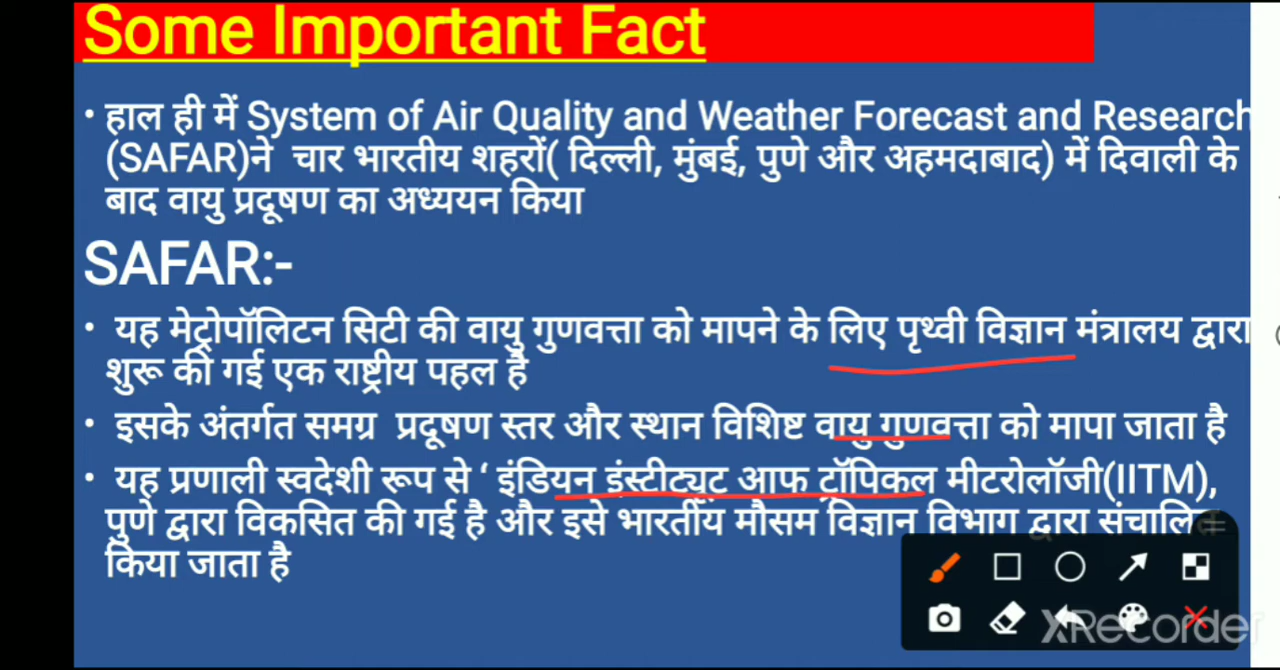 Some Important Fact
• हाल ही में System of Air Quality and Weather Forecast and Research
(SAFAR)ने चार भारतीय शहरों( दिल्ली, मुंबई, पुणे और अहमदाबाद) में दिवाली के
बाद वायु प्रदूषण का अध्ययन किया
SAFAR:-
• यह मेट्रोपॉलिटन सिटी की वायु गुणवत्ता को मापने के लिए पृथ्वी विज्ञान मंत्रालय द्वारा
शुरू की गई एक राष्ट्रीय पहल है
• इसके अंतर्गत समग्र प्रदूषण स्तर और स्थान विशिष्ट वायु गुणवत्ता को मापा जाता है
• यह प्रणाली स्वदेशी रूप से ‘ इंडियन इंस्टीट्यूट आफ ट्रॉपिकल मीटरोलॉजी(IITM),
पुणे द्वारा विकसित की गई है और इसे भारतीय मौसम विज्ञान विभाग द्वारा संचालित
किया जाता है
XRecorder